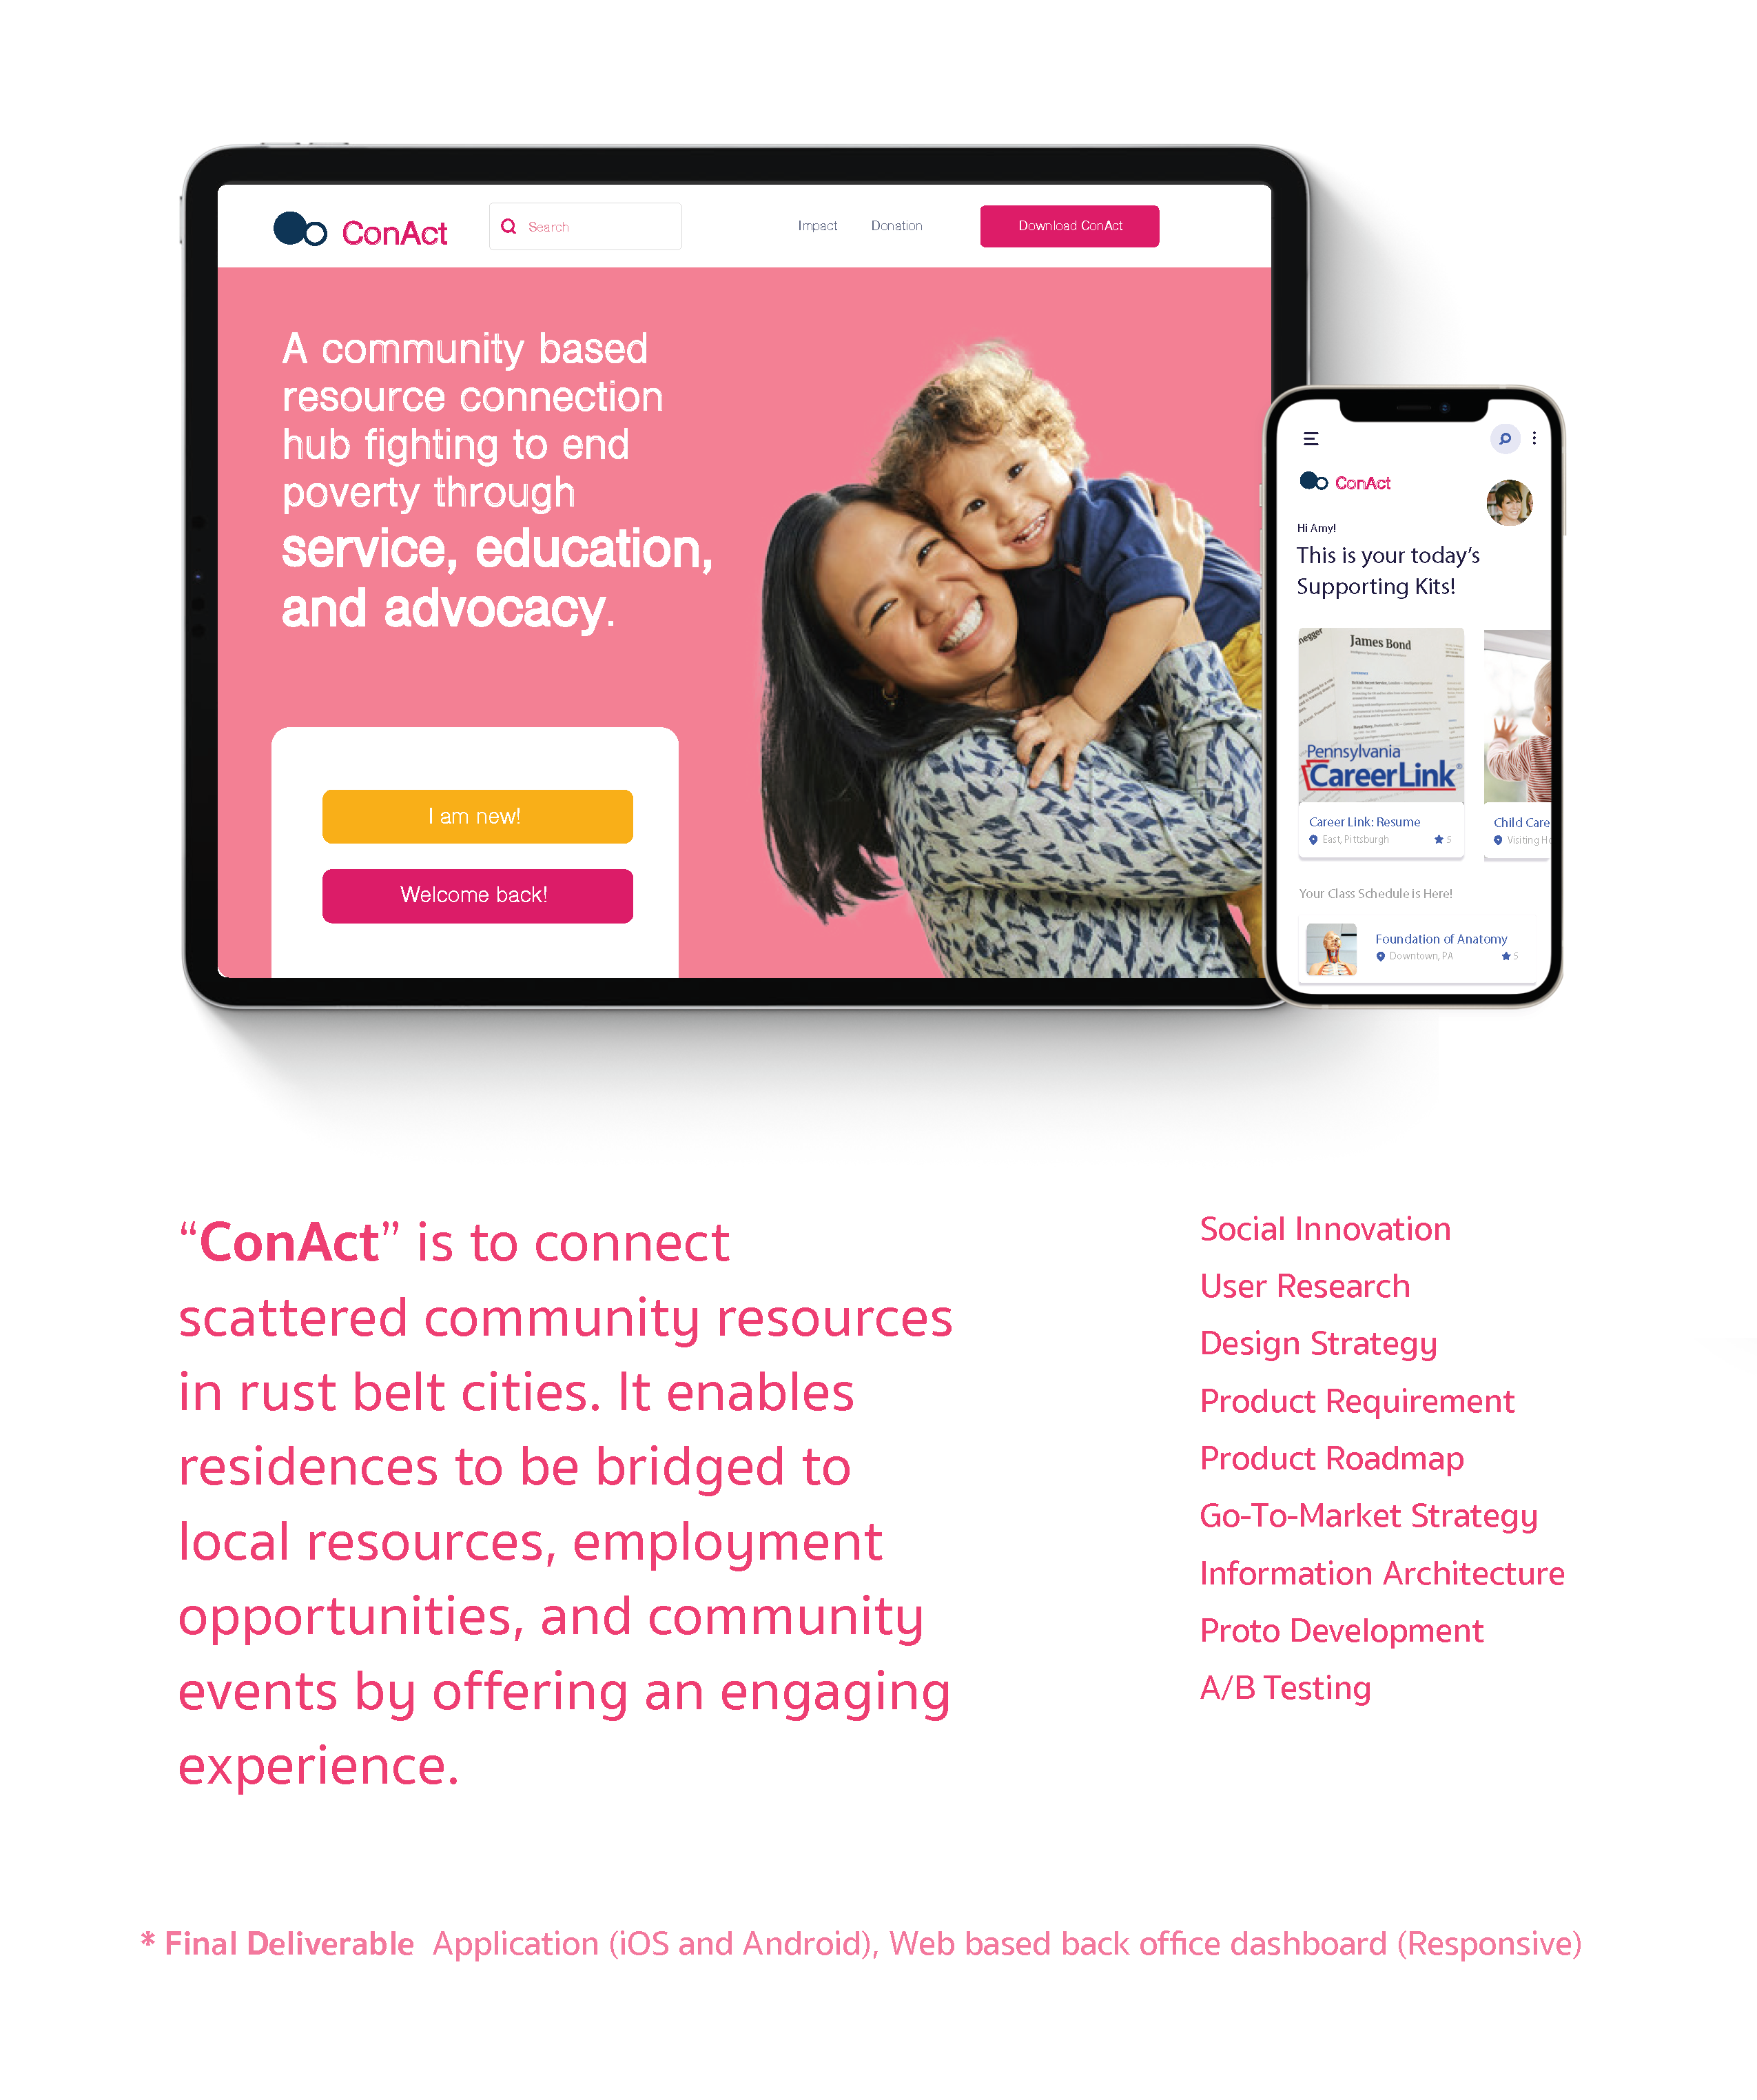 ConAct
Search
Impact
Donation
Download ConAct
A community based
resource connection
hub fighting to end
poverty through
service, education,
and advocacy.
I am new!
Welcome back!
ConAct
Hi Amy!
This is your today's
Supporting Kits!
negger
James Bond
Pennsylvania
CareerLink®
Career Link: Resume
East, Pittsburgh
5
Child Care
Visiting Ho
Your Class Schedule is Here!
Foundation of Anatomy
Downtown, PA
5
“ConAct” is to connect
scattered community resources
in rust belt cities. It enables
residences to be bridged to
local resources, employment
opportunities, and community
events by offering an engaging
experience.
Social Innovation
User Research
Design Strategy
Product Requirement
Product Roadmap
Go-To-Market Strategy
Information Architecture
Proto Development
A/B Testing
* Final Deliverable Application (iOS and Android), Web based back office dashboard (Responsive)